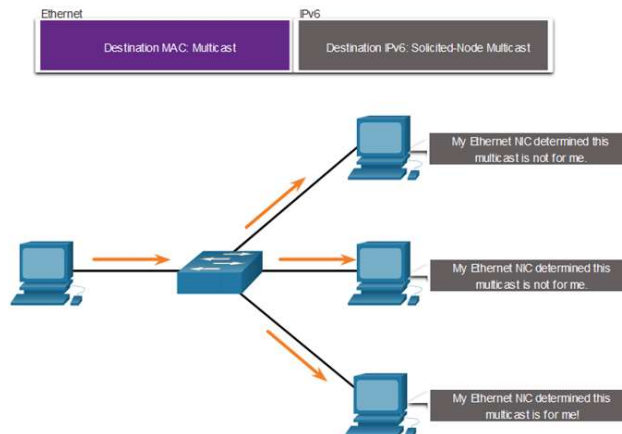 Ethernet
IPv6
Destination MAC: Multicast
Destination IPv6: Solicited-Node Multicast
My Ethernet NIC determined this
multicast is not for me.
My Ethernet NIC determined this
multicast is not for me.
My Ethernet NIC determined this
multicast is for me!